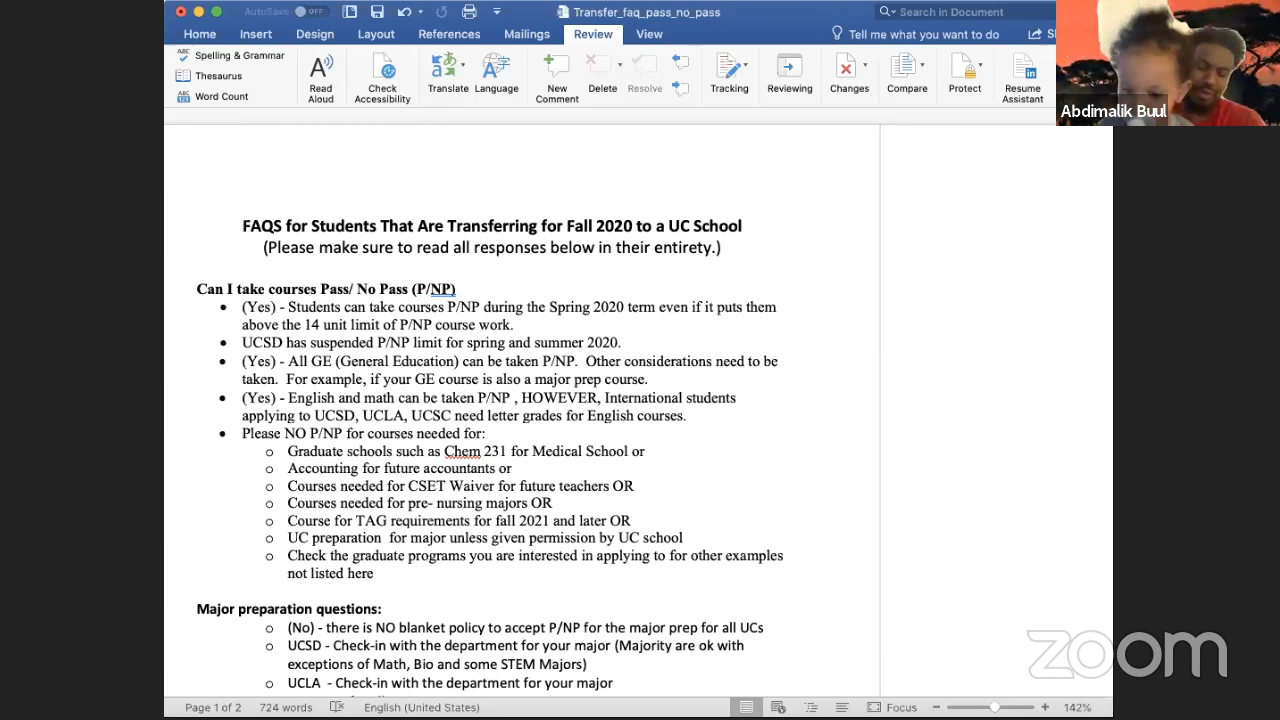 AutoSave OFF
Transfer_faq_pass_no_pass
Search in Document
Home Insert Design Layout References Mailings Review View Tell me what you want to do
Spelling & Grammar
Thesaurus
Word Count
Read Aloud
Check Accessibility
Translate
Language
New Comment
Delete
Resolve
Tracking
Reviewing
Changes
Compare
Protect
Resume Assistant
Abdimalik Buul
FAQS for Students That Are Transferring for Fall 2020 to a UC School
(Please make sure to read all responses below in their entirety.)
Can I take courses Pass/ No Pass (P/NP)
• (Yes) - Students can take courses P/NP during the Spring 2020 term even if it puts them
above the 14 unit limit of P/NP course work.
• UCSD has suspended P/NP limit for spring and summer 2020.
• (Yes) - All GE (General Education) can be taken P/NP. Other considerations need to be
taken. For example, if your GE course is also a major prep course.
• (Yes) - English and math can be taken P/NP , HOWEVER, International students
applying to UCSD, UCLA, UCSC need letter grades for English courses.
• Please NO P/NP for courses needed for:
o Graduate schools such as Chem 231 for Medical School or
o Accounting for future accountants or
o Courses needed for CSET Waiver for future teachers OR
o Courses needed for pre- nursing majors OR
o Course for TAG requirements for fall 2021 and later OR
o UC preparation for major unless given permission by UC school
o Check the graduate programs you are interested in applying to for other examples
not listed here
Major preparation questions:
o (No) - there is NO blanket policy to accept P/NP for the major prep for all UCs
o UCSD - Check-in with the department for your major (Majority are ok with
exceptions of Math, Bio and some STEM Majors)
o UCLA - Check-in with the department for your major
zoom
Page 1 of 2 724 words English (United States) Focus 142%